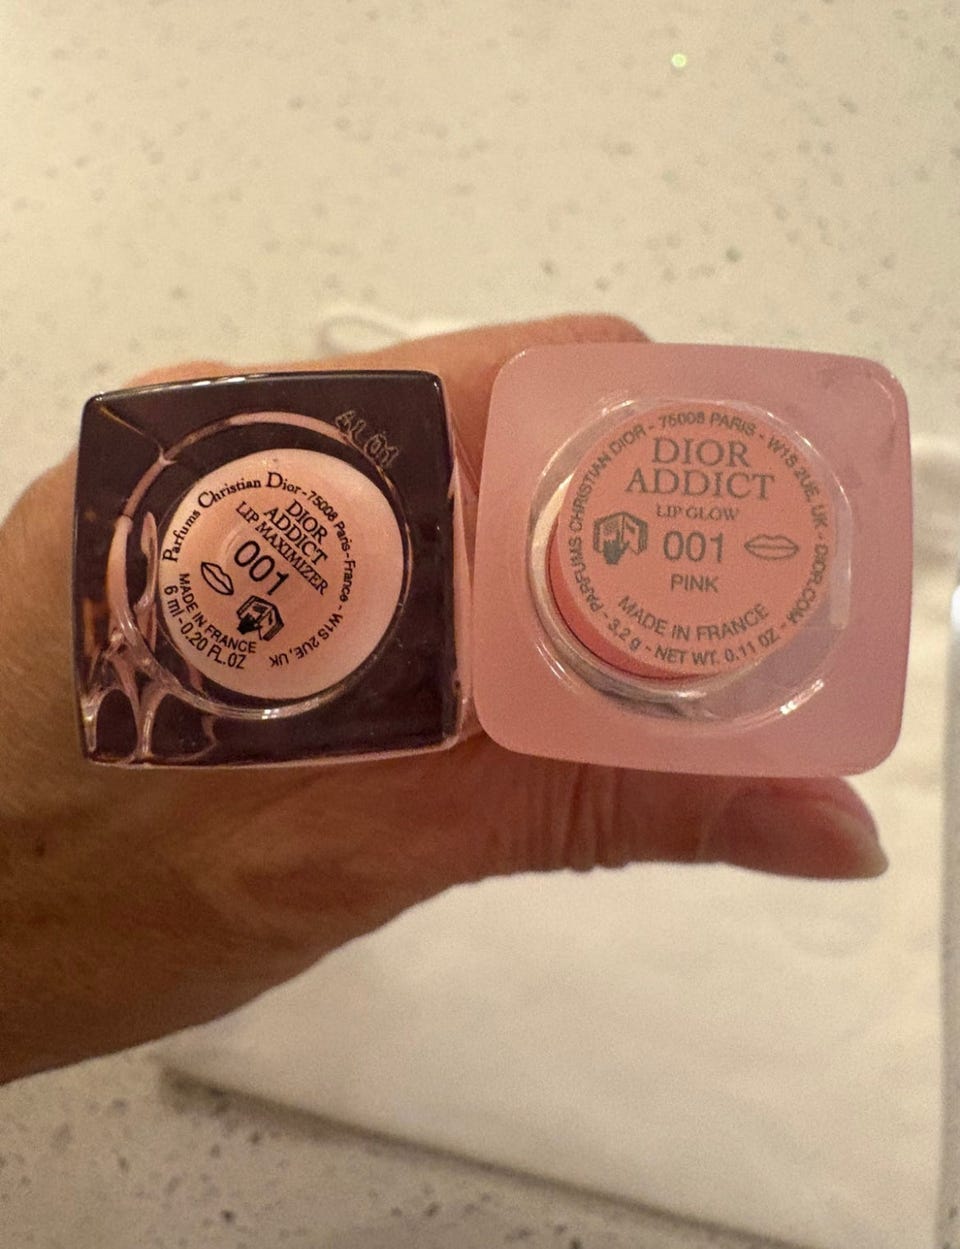 Parfums Christian Dior - 75008 Paris - France - W1S 2UE, UK
DIOR
ADDICT
LIP MAXIMIZER
001
MADE IN FRANCE
6 ml - 0.20 FL.OZ
PARFUMS CHRISTIAN DIOR - 75008 PARIS - W1S 2UE, UK - DIOR.COM
DIOR
ADDICT
LIP GLOW
001
PINK
MADE IN FRANCE
- 3,2 g - NET WT. 0.11 OZ -